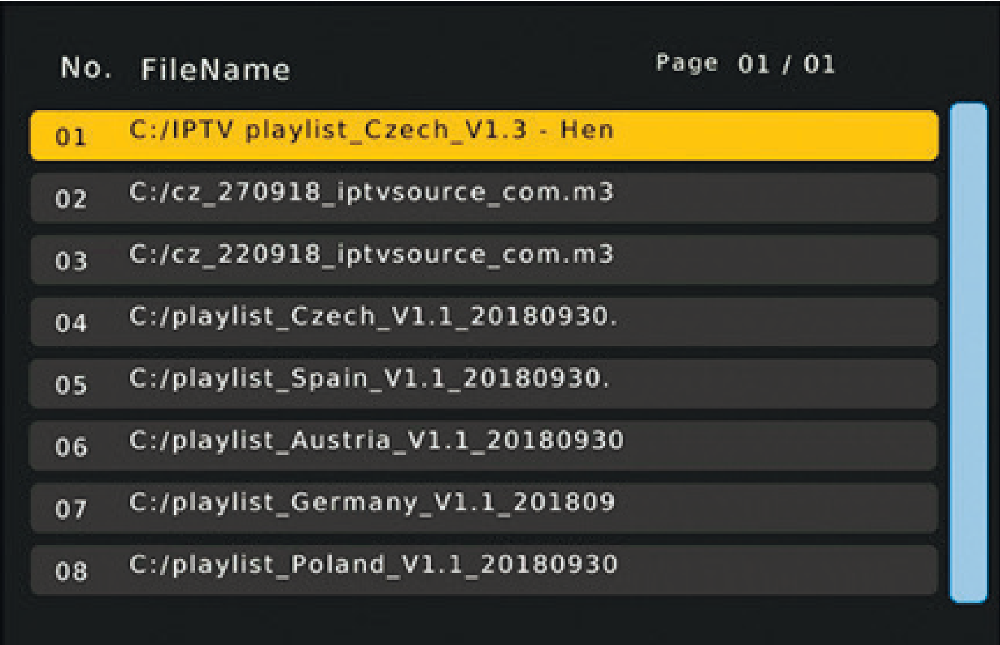 No. FileName Page 01 / 01
01 C:/IPTV playlist_Czech_V1.3 - Hen
02 C:/cz_270918_iptvsource_com.m3
03 C:/cz_220918_iptvsource_com.m3
04 C:/playlist_Czech_V1.1_20180930.
05 C:/playlist_Spain_V1.1_20180930.
06 C:/playlist_Austria_V1.1_20180930
07 C:/playlist_Germany_V1.1_201809
08 C:/playlist_Poland_V1.1_20180930